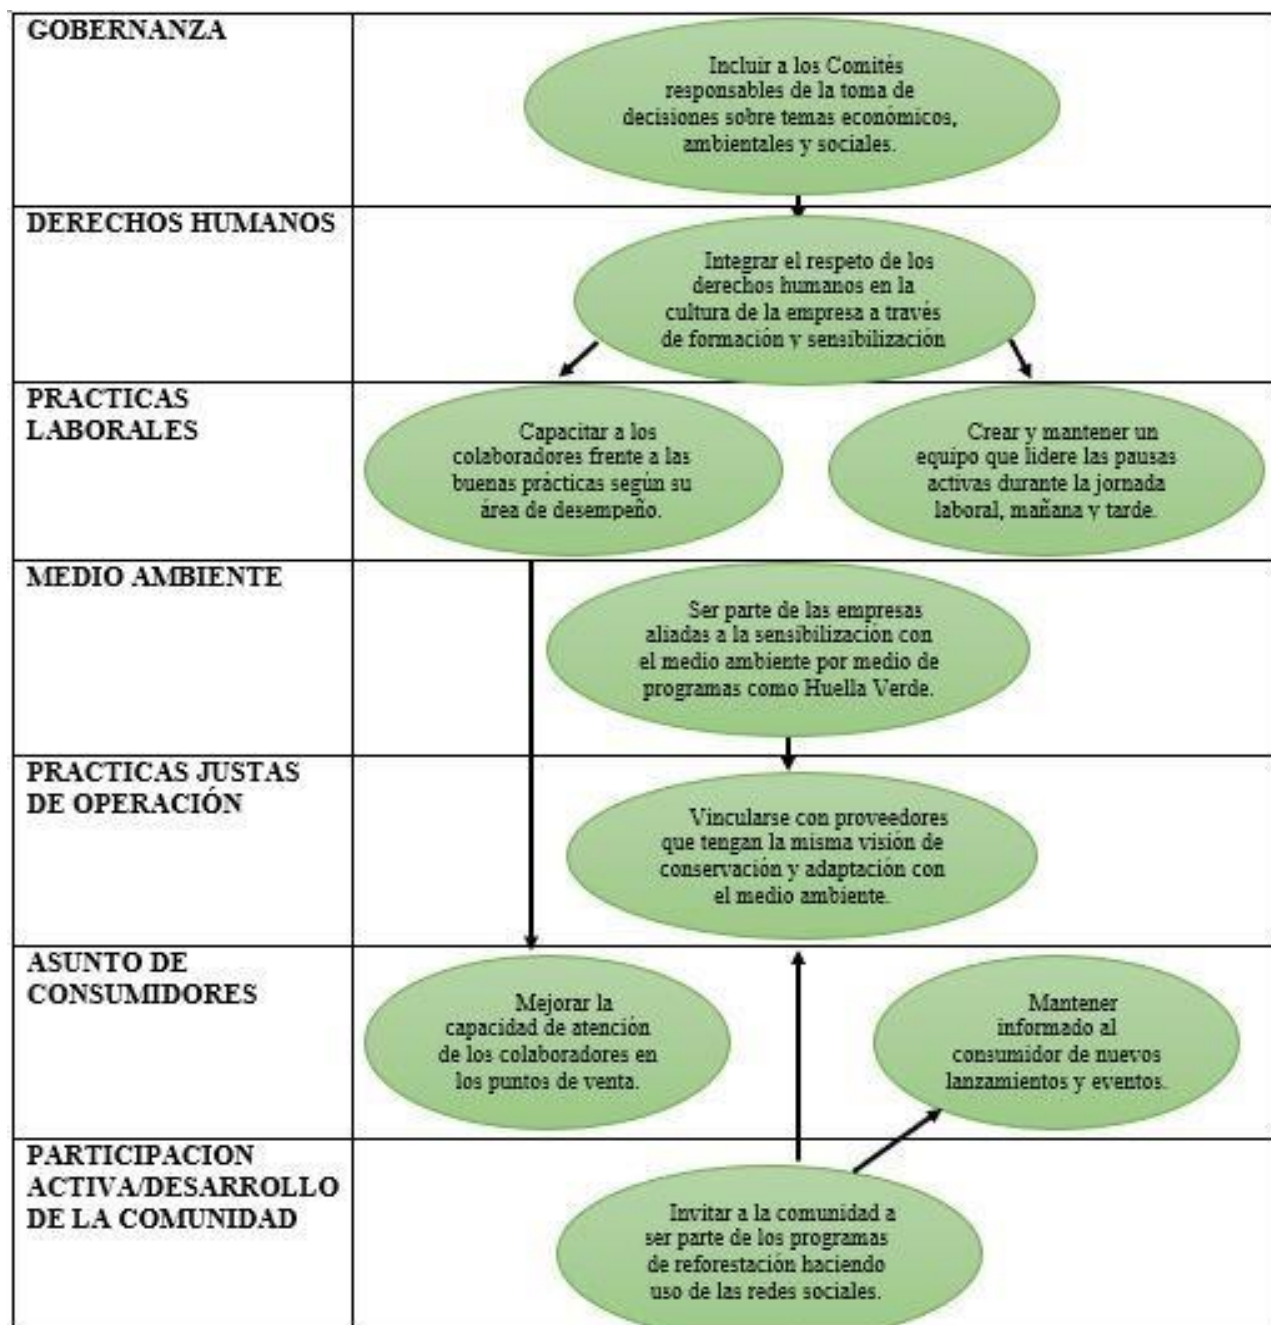 GOBERNANZA
Incluir a los Comités
responsables de la toma de
decisiones sobre temas económicos,
ambientales y sociales.
DERECHOS HUMANOS
Integrar el respeto de los
derechos humanos en la
cultura de la empresa a través
de formación y sensibilización
PRACTICAS
LABORALES
Capacitar a los
colaboradores frente a las
buenas prácticas según su
área de desempeño.
Crear y mantener un
equipo que lidere las pausas
activas durante la jornada
laboral, mañana y tarde.
MEDIO AMBIENTE
Ser parte de las empresas
aliadas a la sensibilización con
el medio ambiente por medio de
programas como Huella Verde.
PRACTICAS JUSTAS
DE OPERACIÓN
Vincularse con proveedores
que tengan la misma visión de
conservación y adaptación con
el medio ambiente.
ASUNTO DE
CONSUMIDORES
Mejorar la
capacidad de atención
de los colaboradores en
los puntos de venta.
Mantener
informado al
consumidor de nuevos
lanzamientos y eventos.
PARTICIPACION
ACTIVA/DESARROLLO
DE LA COMUNIDAD
Invitar a la comunidad a
ser parte de los programas
de reforestación haciendo
uso de las redes sociales.